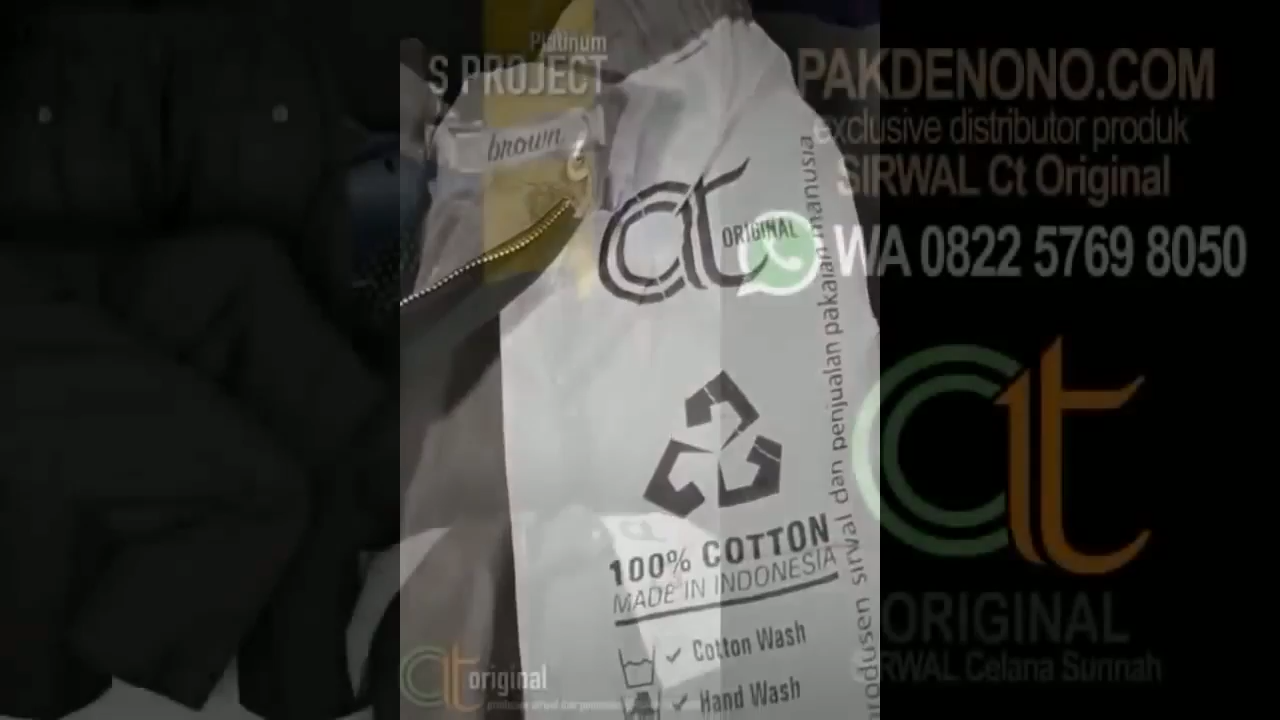 Platinum
S PROJECT
brown
ct
ORIGINAL
100% COTTON
MADE IN INDONESIA
Cotton Wash
Hand Wash
produsen sirwal dan penjualan pakaian manusia
PAKDENONO.COM
exclusive distributor produk
SIRWAL Ct Original
WA 0822 5769 8050
ct
ORIGINAL
SIRWAL Celana Sunnah
ct original